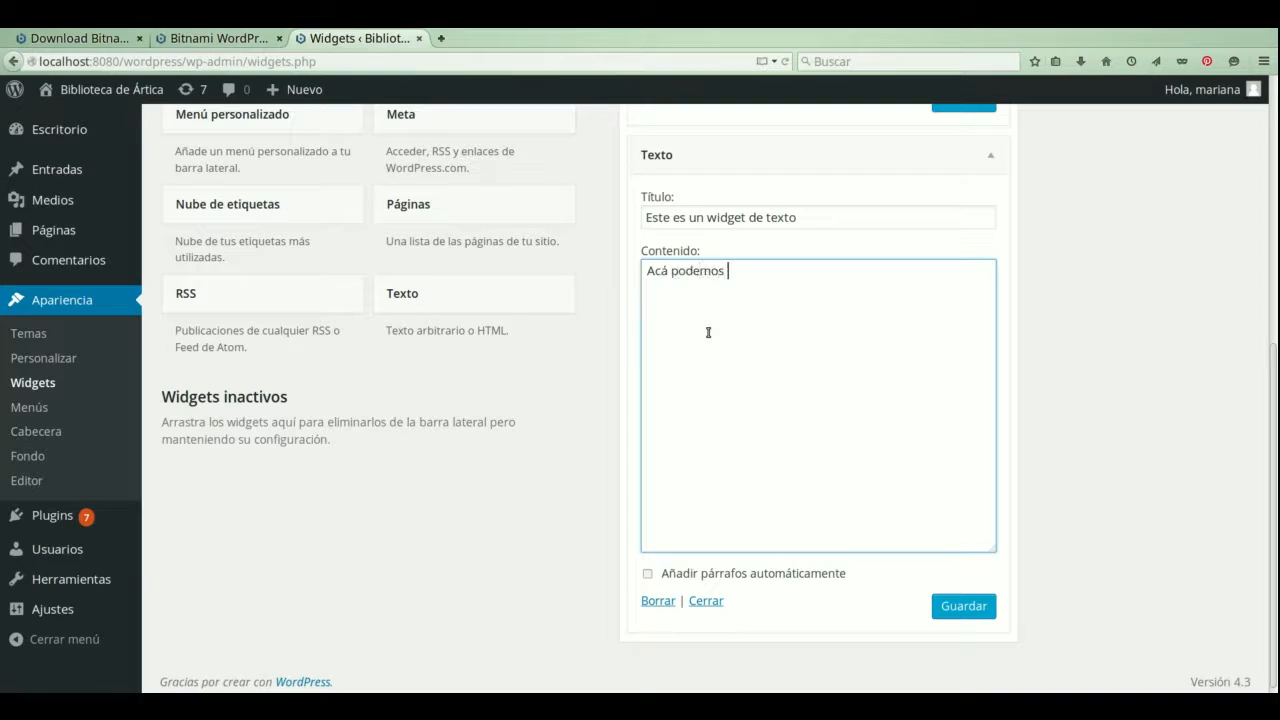 Download Bitna...
Bitnami WordPr...
Widgets ‹ Bibliot...
localhost:8080/wordpress/wp-admin/widgets.php
Buscar
Biblioteca de Ártica
7
0
Nuevo
Hola, mariana
Escritorio
Entradas
Medios
Páginas
Comentarios
Apariencia
Temas
Personalizar
Widgets
Menús
Cabecera
Fondo
Editor
Plugins 7
Usuarios
Herramientas
Ajustes
Cerrar menú
Menú personalizado
Añade un menú personalizado a tu
barra lateral.
Meta
Acceder, RSS y enlaces de
WordPress.com.
Nube de etiquetas
Nube de tus etiquetas más
utilizadas.
Páginas
Una lista de las páginas de tu sitio.
RSS
Publicaciones de cualquier RSS o
Feed de Atom.
Texto
Texto arbitrario o HTML.
Widgets inactivos
Arrastra los widgets aquí para eliminarlos de la barra lateral pero
manteniendo su configuración.
Texto
Título:
Este es un widget de texto
Contenido:
Acá podemos
Añadir párrafos automáticamente
Borrar | Cerrar
Guardar
Gracias por crear con WordPress.
Versión 4.3